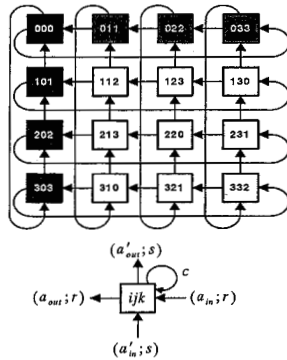 000 011 022 033
101 112 123 130
202 213 220 231
303 310 321 332
(a'out;s)
c
(aout;r) ijk (ain;r)
(a'in;s)